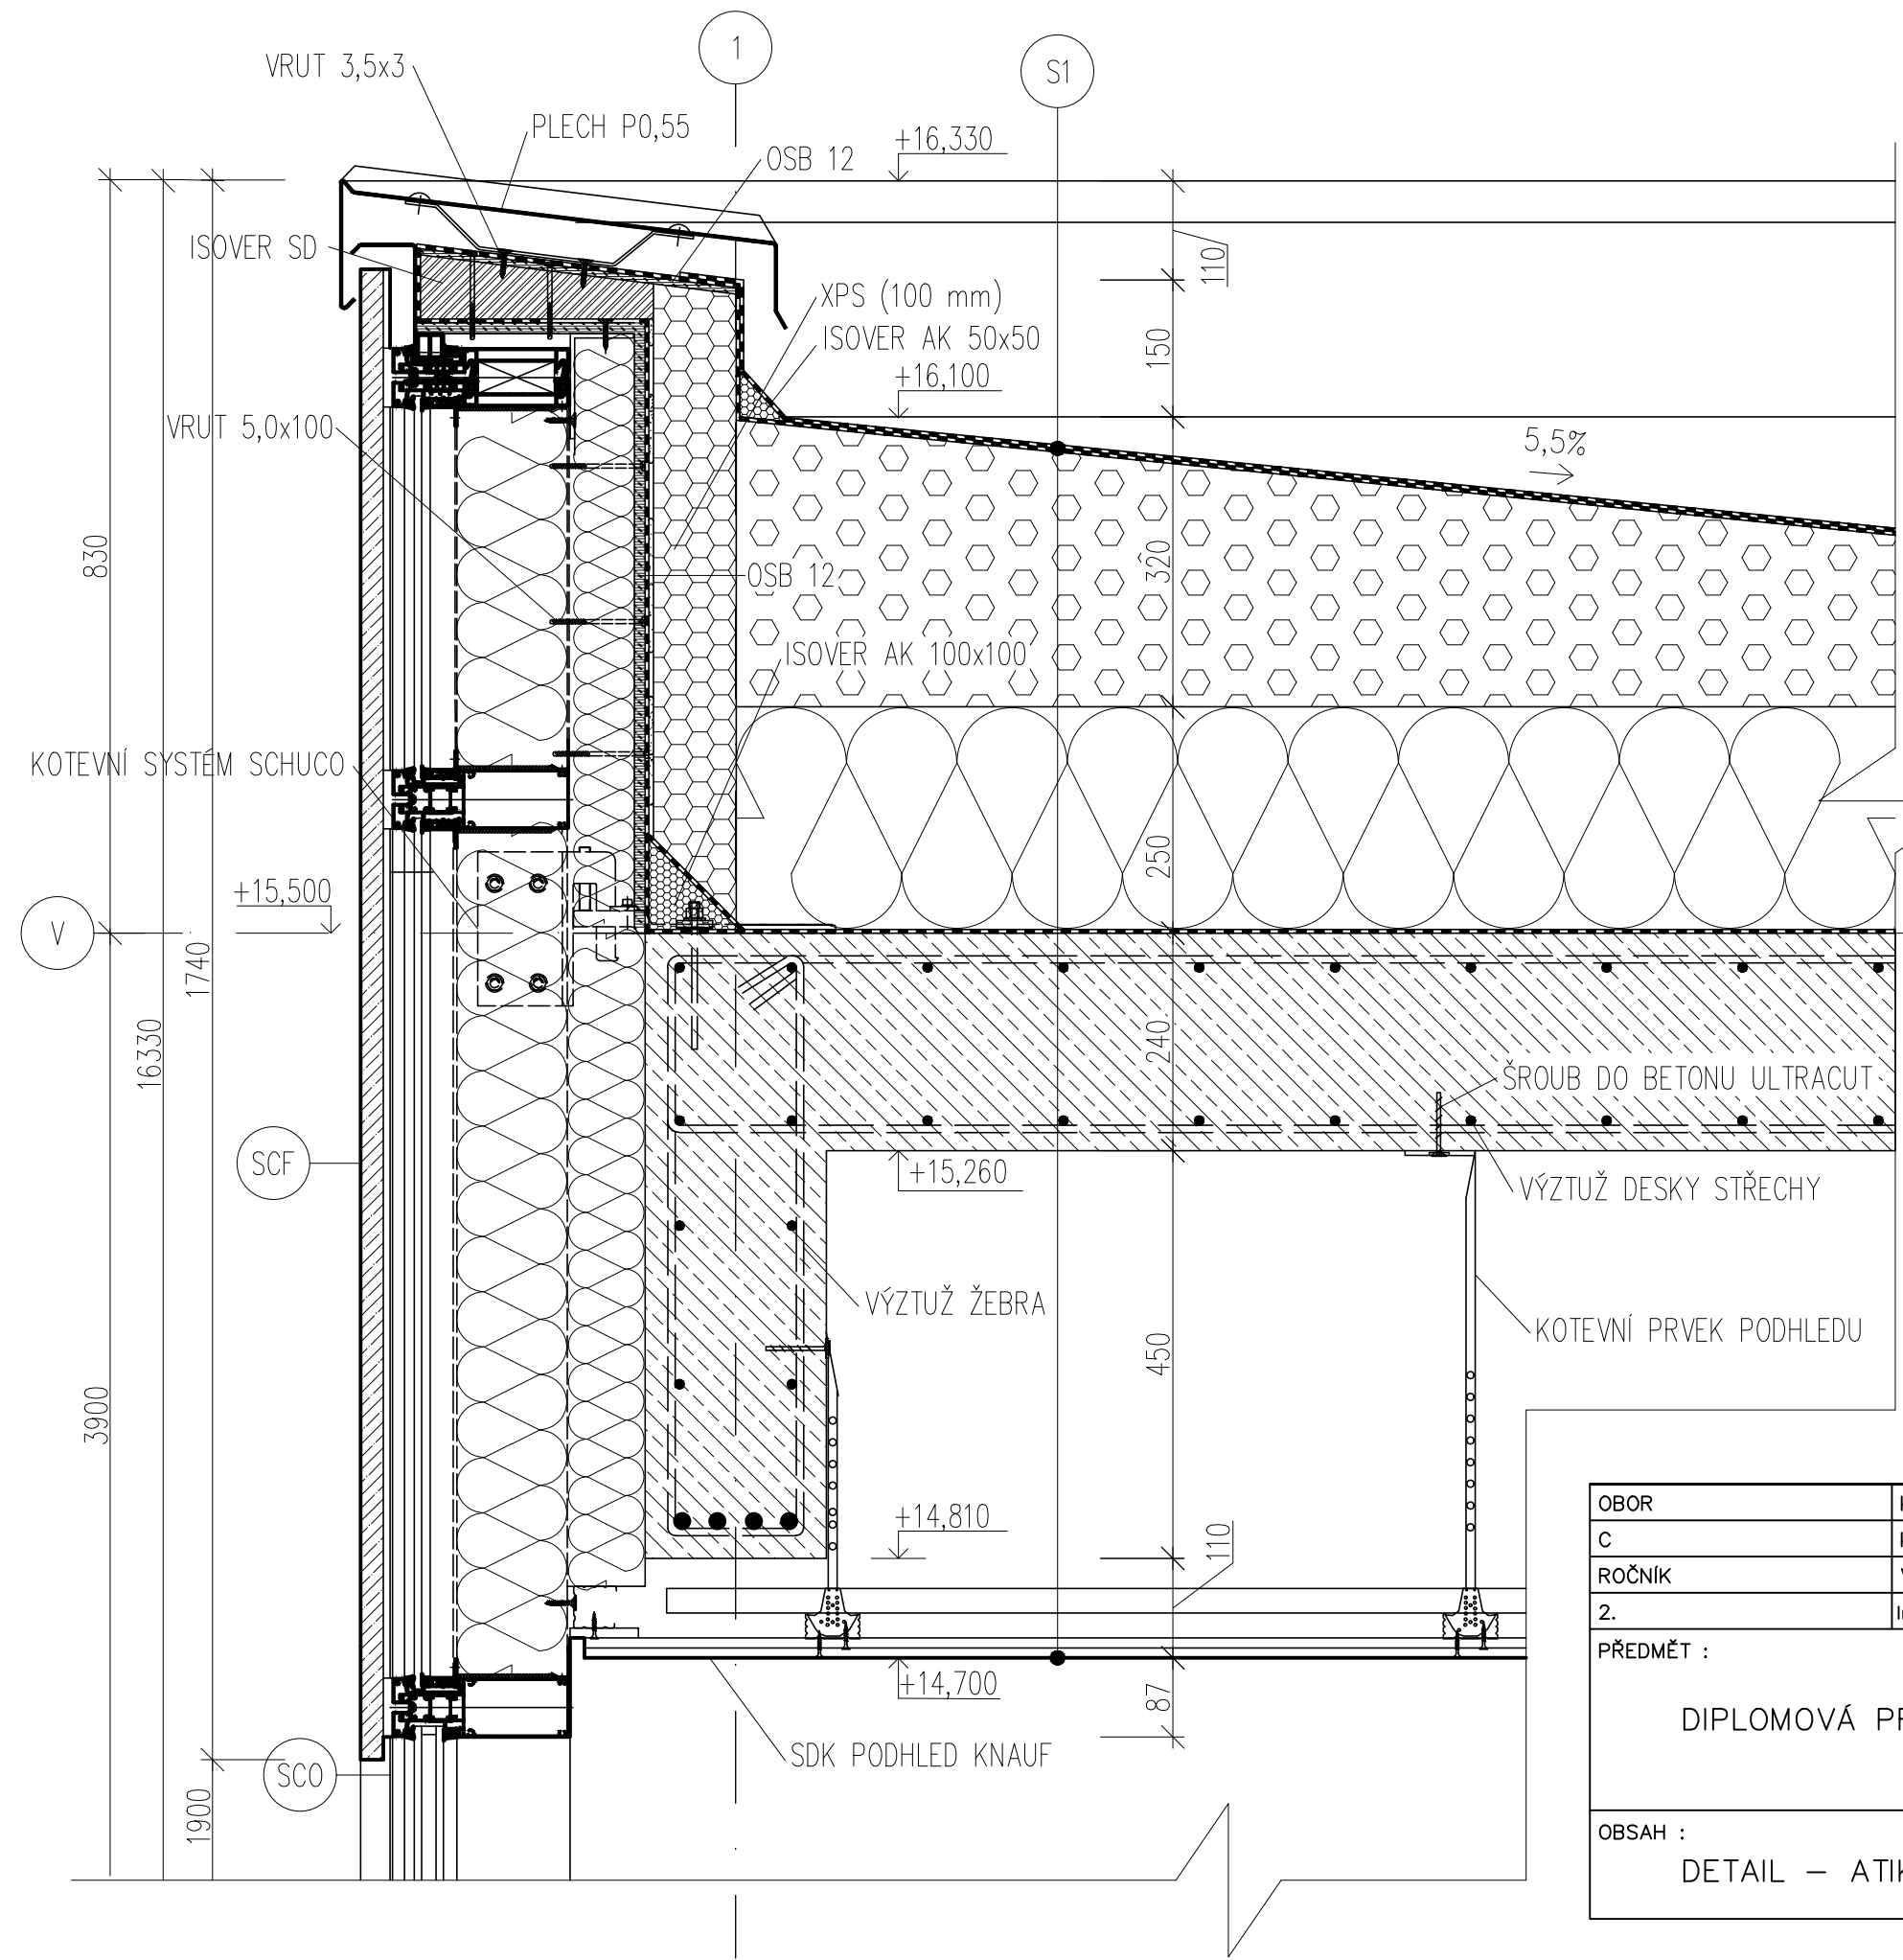 1
S1
VRUT 3,5x3
PLECH P0,55
OSB 12
+16,330
ISOVER SD
110
XPS (100 mm)
ISOVER AK 50x50
150
+16,100
VRUT 5,0x100
5,5%
830
320
OSB 12
ISOVER AK 100x100
KOTEVNÍ SYSTÉM SCHUCO
250
+15,500
V
1740
16330
240
ŠROUB DO BETONU ULTRACUT
SCF
+15,260
VÝZTUŽ DESKY STŘECHY
VÝZTUŽ ŽEBRA
KOTEVNÍ PRVEK PODHLEDU
450
3900
+14,810
110
OBOR
C
ROČNÍK
2.
PŘEDMĚT :
+14,700
87
DIPLOMOVÁ
SDK PODHLED KNAUF
SCO
1900
OBSAH :
DETAIL –